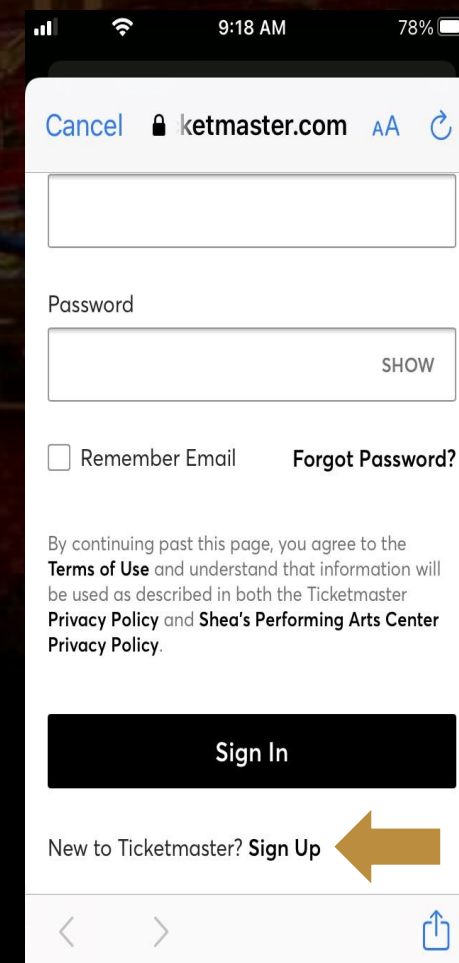 9:18 AM 78%
Cancel ketmaster.com AA
Password
SHOW
Remember Email Forgot Password?
By continuing past this page, you agree to the
Terms of Use and understand that information will
be used as described in both the Ticketmaster
Privacy Policy and Shea's Performing Arts Center
Privacy Policy.
Sign In
New to Ticketmaster? Sign Up